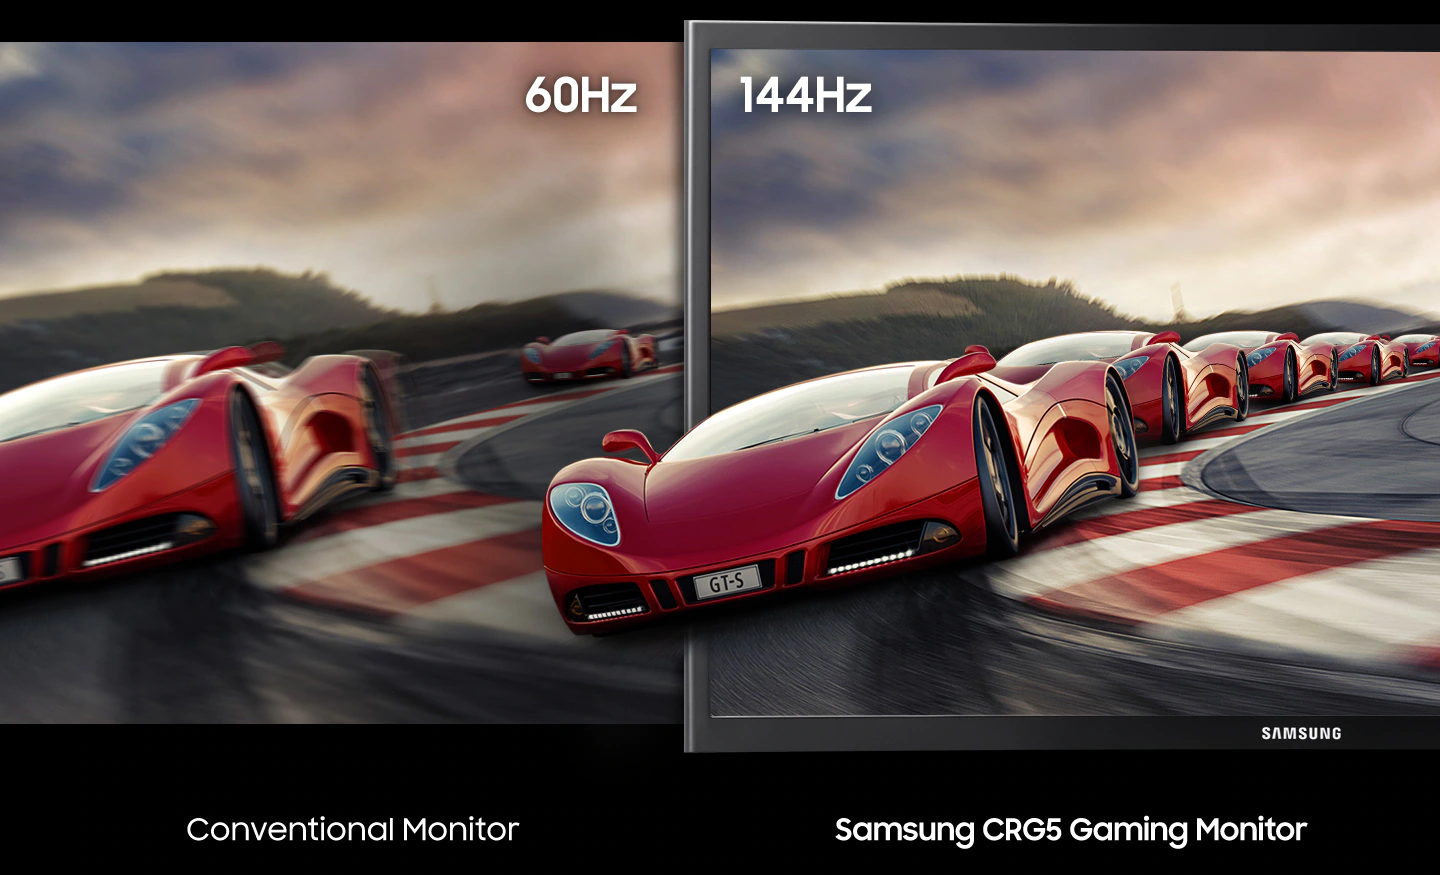 60Hz
144Hz
GT-S
SAMSUNG
Conventional Monitor
Samsung CRG5 Gaming Monitor